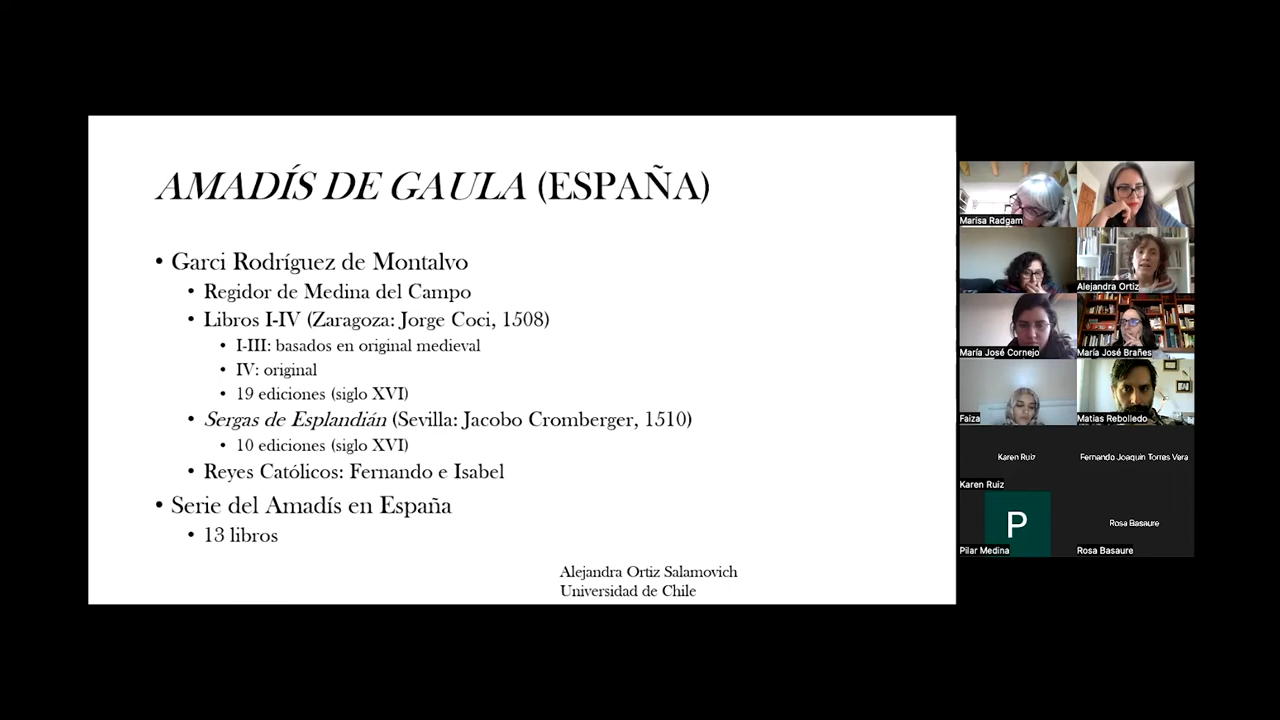 AMADÍS DE GAULA (ESPAÑA)
• Garci Rodríguez de Montalvo
• Regidor de Medina del Campo
• Libros I-IV (Zaragoza: Jorge Coci, 1508)
• I-III: basados en original medieval
• IV: original
• 19 ediciones (siglo XVI)
• Sergas de Esplandián (Sevilla: Jacobo Cromberger, 1510)
• 10 ediciones (siglo XVI)
• Reyes Católicos: Fernando e Isabel
• Serie del Amadís en España
• 13 libros
Alejandra Ortiz Salamovich
Universidad de Chile
Marisa Radgam
Alejandra Ortiz
María José Cornejo
María José Brañes
Faiza
Matias Rebolledo
Karen Ruiz
Fernando Joaquin Torres Vera
Karen Ruiz
P
Rosa Basaure
Pilar Medina
Rosa Basaure